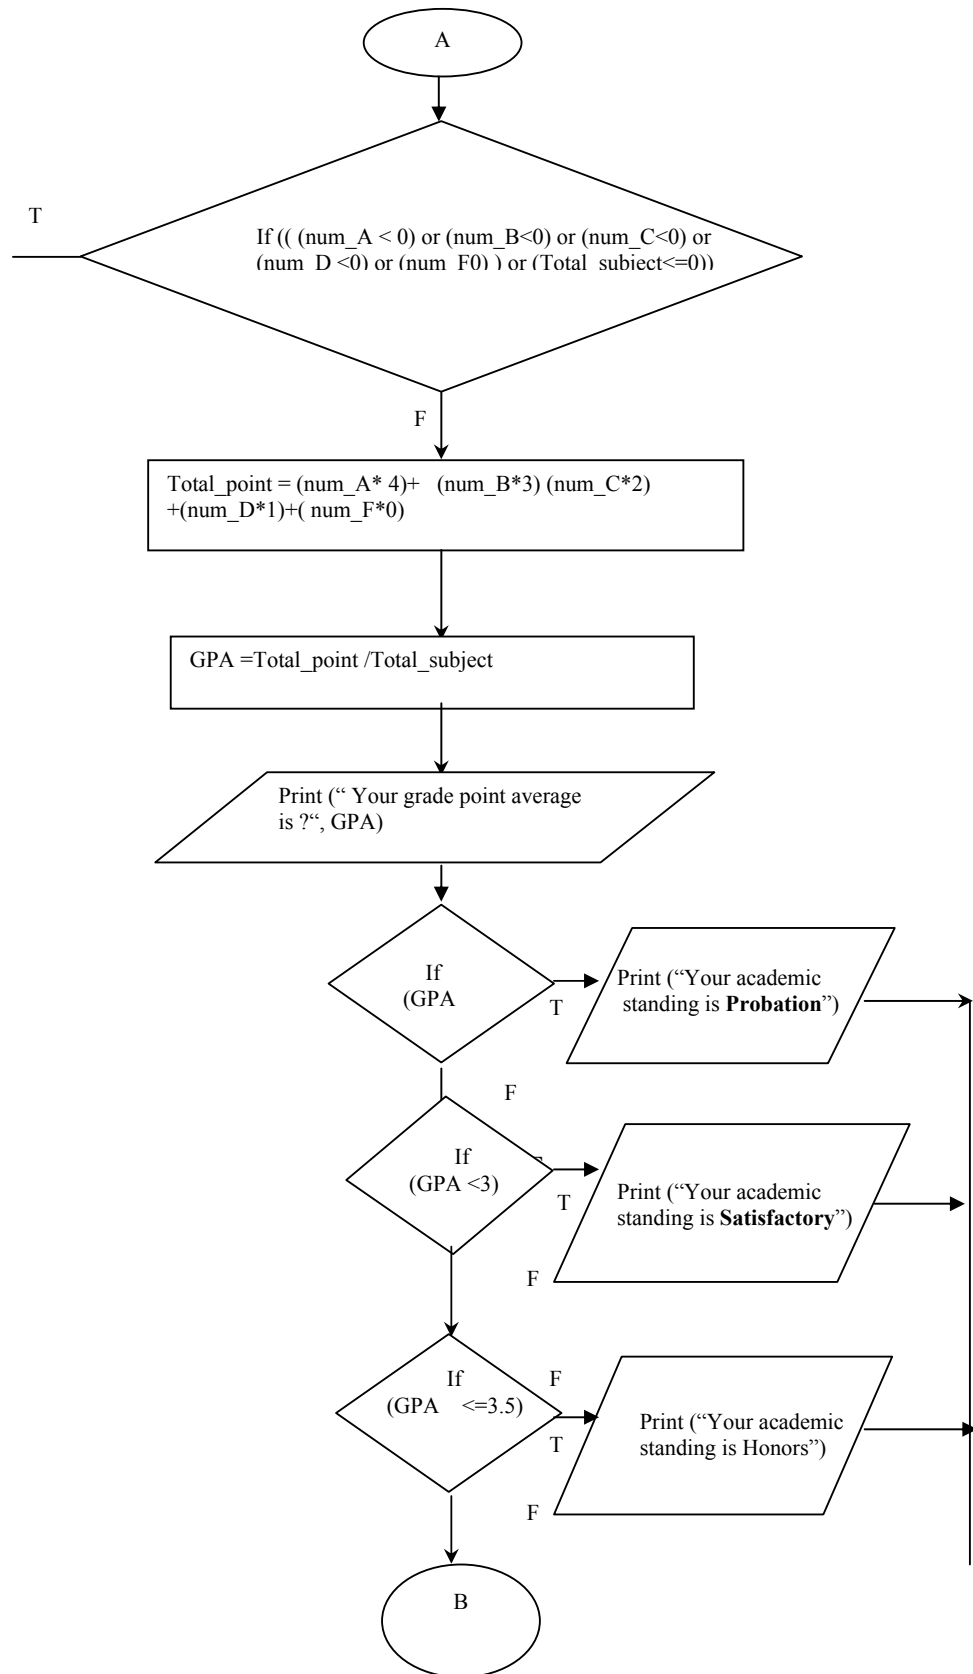 A
T
If (( (num_A < 0) or (num_B<0) or (num_C<0) or
(num_D <0) or (num_F0) ) or (Total_subject<=0))
F
Total_point = (num_A* 4)+ (num_B*3) (num_C*2)
+(num_D*1)+( num_F*0)
GPA =Total_point /Total_subject
Print (“ Your grade point average
is ?“, GPA)
If
(GPA
T
Print (“Your academic
standing is Probation”)
F
If
(GPA <3)
T
Print (“Your academic
standing is Satisfactory”)
F
If
(GPA <=3.5)
F
T
Print (“Your academic
standing is Honors”)
F
B